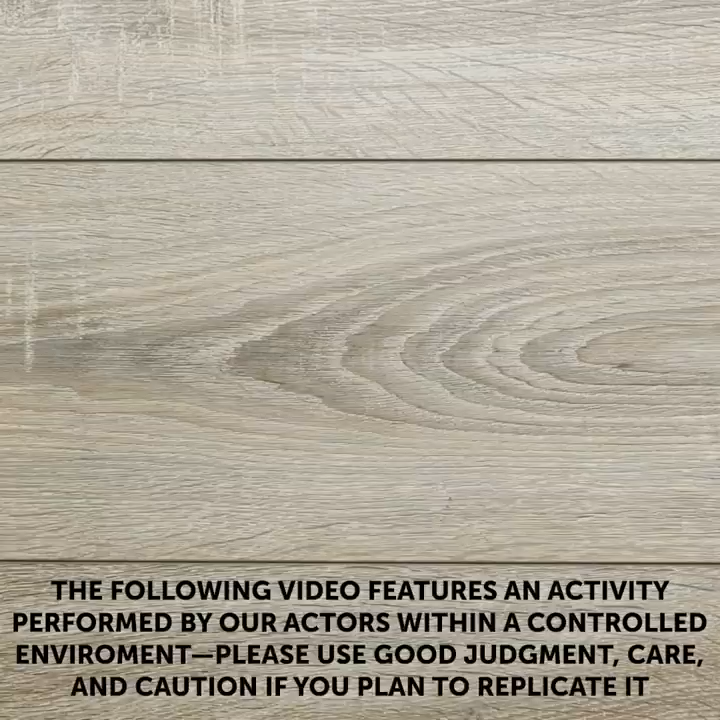 THE FOLLOWING VIDEO FEATURES AN ACTIVITY
PERFORMED BY OUR ACTORS WITHIN A CONTROLLED
ENVIROMENT—PLEASE USE GOOD JUDGMENT, CARE,
AND CAUTION IF YOU PLAN TO REPLICATE IT